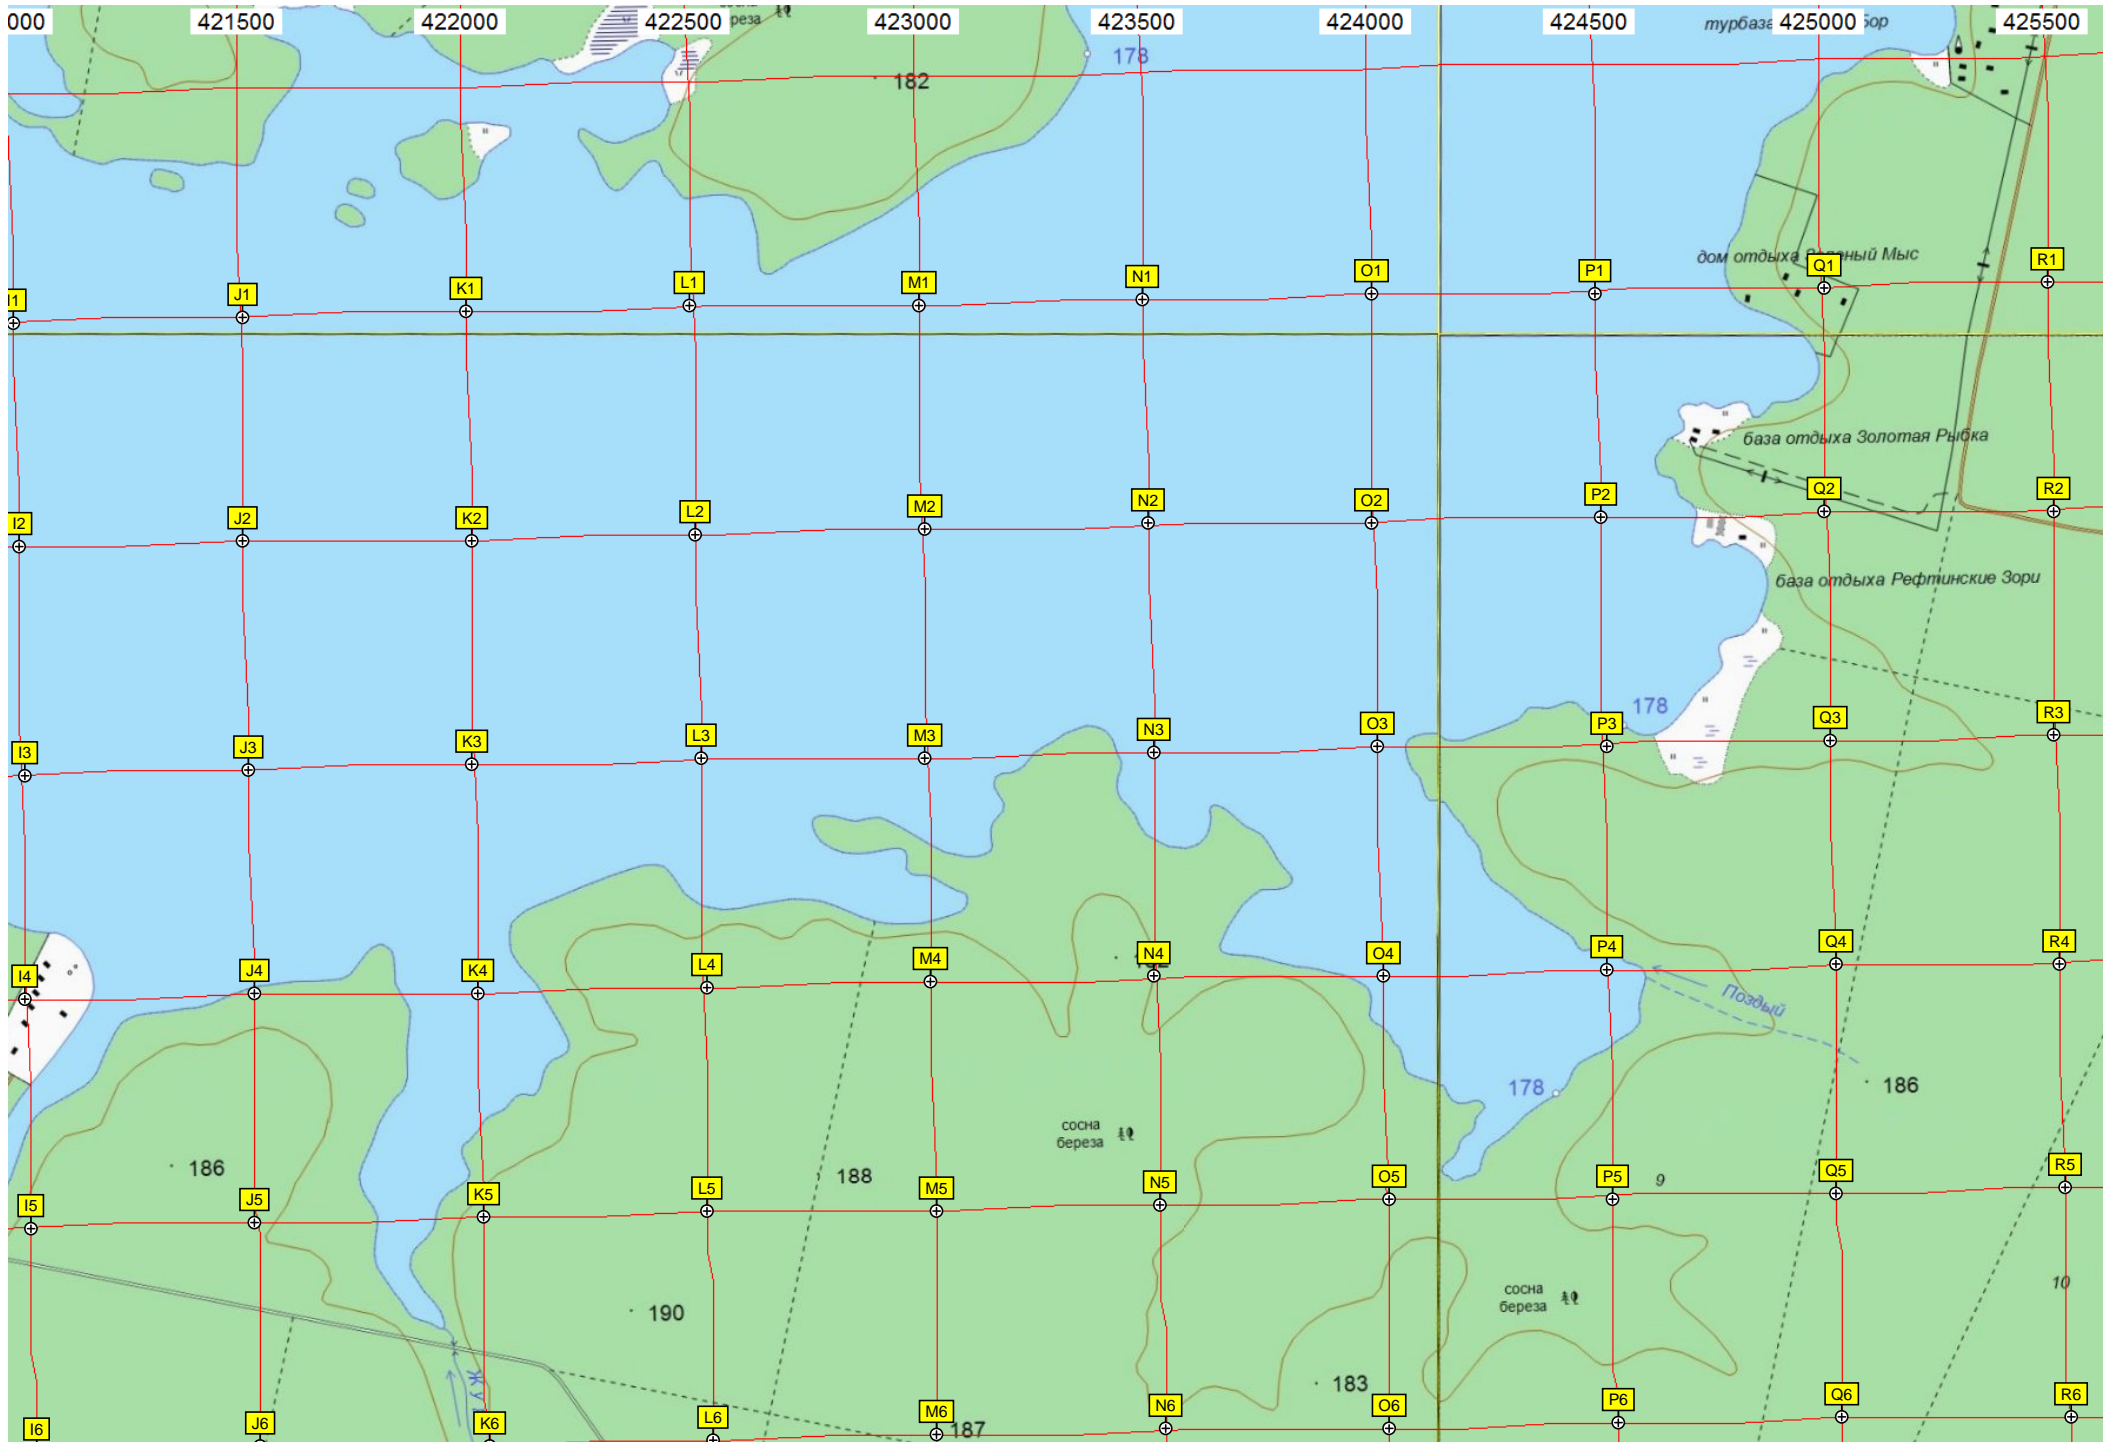 000 421500 422000 422500 423000 423500 424000 424500 425000 425500
турбаза бор
реза
178
182
дом отдыха Зеленый Мыс
I1 J1 K1 L1 M1 N1 O1 P1 Q1 R1
база отдыха Золотая Рыбка
I2 J2 K2 L2 M2 N2 O2 P2 Q2 R2
база отдыха Рефтинские Зори
178
I3 J3 K3 L3 M3 N3 O3 P3 Q3 R3
I4 J4 K4 L4 M4 N4 O4 P4 Q4 R4
Поздый
178
186
сосна
береза
186
188
9
I5 J5 K5 L5 M5 N5 O5 P5 Q5 R5
10
сосна
береза
190
183
Жу
I6 J6 K6 L6 M6 N6 O6 P6 Q6 R6
187